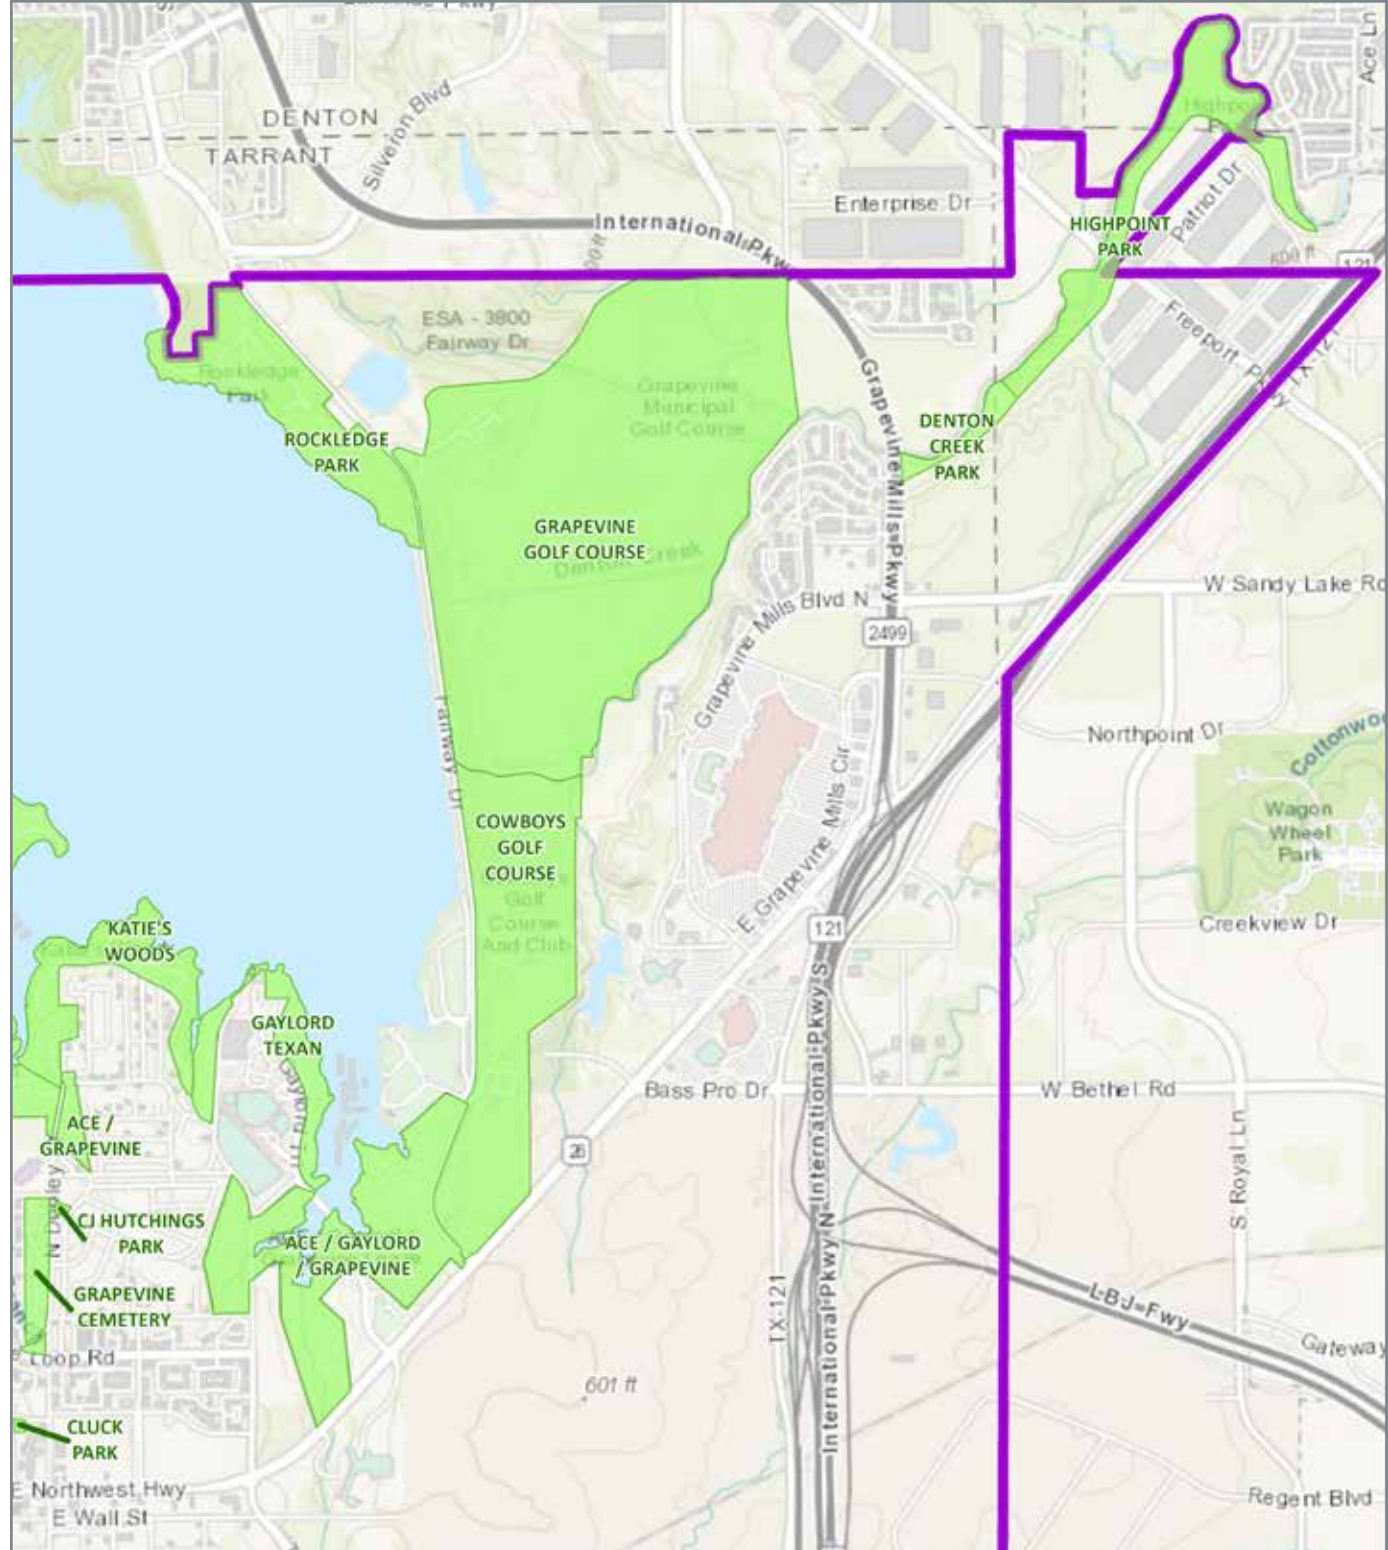 Ace Ln
DENTON
TARRANT
Silverion Blvd
Enterprise Dr
International Pkwy
HIGHPOINT
PARK
Patriot Dr
600 ft
121
ESA - 3800
Fairway Dr
Freeport Pkwy
TX-121
Rockledge
Park
Grapevine
Municipal
Golf Course
Grapevine Mills Pkwy
ROCKLEDGE
PARK
DENTON
CREEK
PARK
GRAPEVINE
GOLF COURSE
Denton Creek
W Sandy Lake Rd
Grapevine Mills Blvd N
2499
Fairway Dr
Northpoint Dr
Cottonwoo
E Grapevine Mills Cir
COWBOYS
GOLF
COURSE
Wagon
Wheel
Park
Golf
Course
And Club
KATIE'S
WOODS
121
Creekview Dr
GAYLORD
TEXAN
International Pkwy S
Bass Pro Dr
W Bethel Rd
ACE /
GRAPEVINE
26
S Royal Ln
CJ HUTCHINGS
PARK
ACE / GAYLORD
/ GRAPEVINE
GRAPEVINE
CEMETERY
TX-121
International Pkwy N
LBJ Fwy
Gateway
Loop Rd
601 ft
CLUCK
PARK
E Northwest Hwy
E Wall St
Regent Blvd